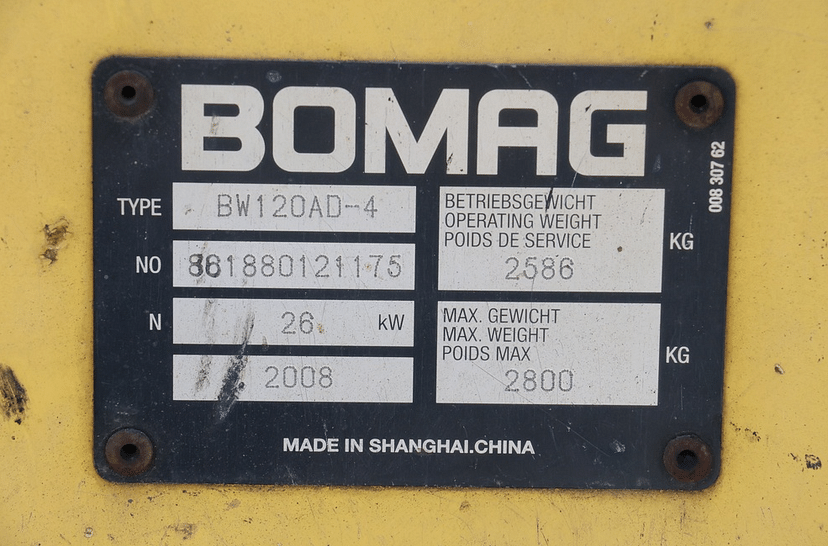 BOMAG
008 307 62
TYPE BW120AD-4
NO 861880121175
N 26 kW
2008
BETRIEBSGEWICHT
OPERATING WEIGHT
POIDS DE SERVICE
2586 KG
MAX. GEWICHT
MAX. WEIGHT
POIDS MAX
2800 KG
MADE IN SHANGHAI.CHINA